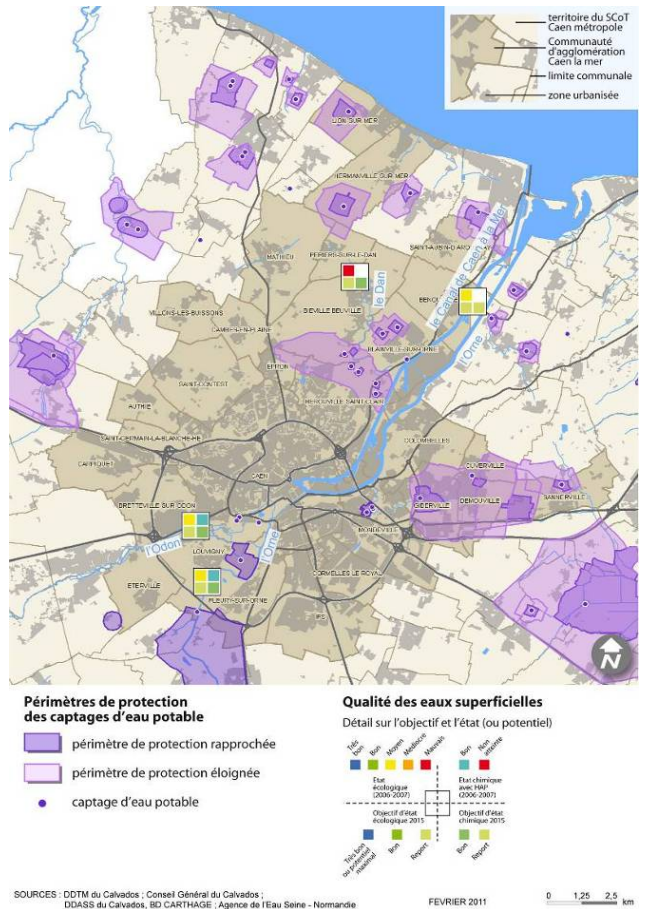 territoire du SCoT
Caen métropole
Communauté
d'agglomération
Caen la mer
limite communale
zone urbanisée
LION SUR MER
HERMANVILLE SUR MER
MATHIEU
PERIERS-SUR-LE-DAN
le Dan
le Canal de Caen à la Mer
l'Orne
VILLONS-LES-BUISSONS
BIEVILLE BEUVILLE
CAMBES-EN-PLAINE
BLAINVILLE-SUR-ORNE
EPRON
SAINT-CONTEST
HEROUVILLE SAINT-CLAIR
AUTHIE
SAINT-GERMAIN-LA-BLANCHE-HE
COLOMBELLES
CARPIQUET
CUVERVILLE
CAEN
GIBERVILLE
DEMOUVILLE
SANNERVILLE
BRETTEVILLE SUR ODON
MONDEVILLE
l'Odon
LOUVIGNY
l'Orne
CORMELLES LE ROYAL
ETERVILLE
FLEURY-SUR-ORNE
IFS
N
Périmètres de protection
des captages d'eau potable
périmètre de protection rapprochée
périmètre de protection éloignée
captage d'eau potable
Qualité des eaux superficielles
Détail sur l'objectif et l'état (ou potentiel)
Très bon
Bon
Moyen
Médiocre
Mauvais
Bon
Non atteinte
Etat
écologique
(2006-2007)
Etat chimique
avec HAP
(2006-2007)
Objectif d'état
écologique 2015
Objectif d'état
chimique 2015
Très bon
ou potentiel
maximal
Bon
Report
Bon
Report
SOURCES : DDTM du Calvados ; Conseil Général du Calvados ;
DDASS du Calvados, BD CARTHAGE ; Agence de l'Eau Seine - Normandie
FEVRIER 2011
0 1,25 2,5 km